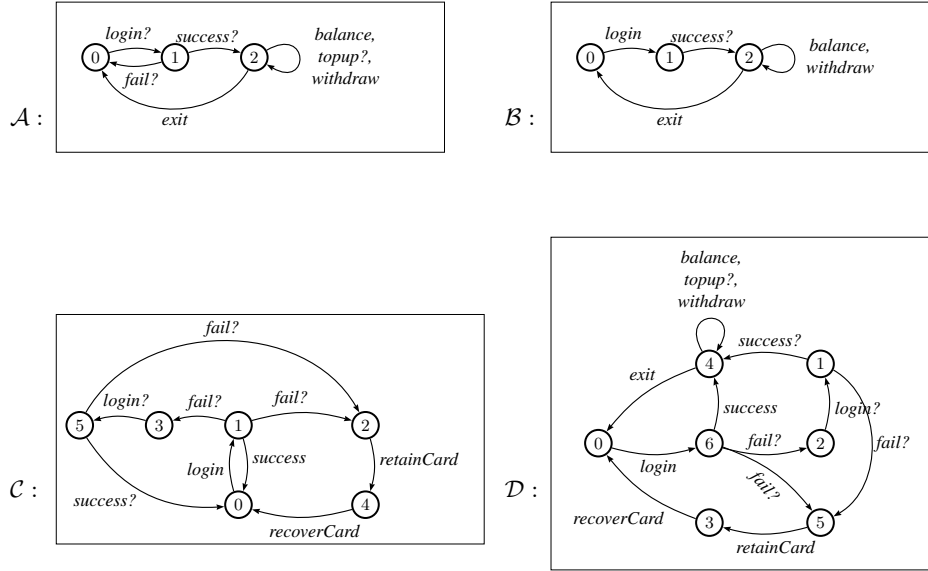 𝒜 :
login?
success?
balance,
topup?,
withdraw
0
1
2
fail?
exit
ℬ :
login
success?
balance,
withdraw
0
1
2
exit
𝒞 :
fail?
login?
fail?
fail?
5
3
1
2
login
success
retainCard
success?
0
4
recoverCard
𝒟 :
balance,
topup?,
withdraw
success?
4
1
exit
success
login?
0
6
fail?
2
login
fail?
fail?
recoverCard
3
5
retainCard